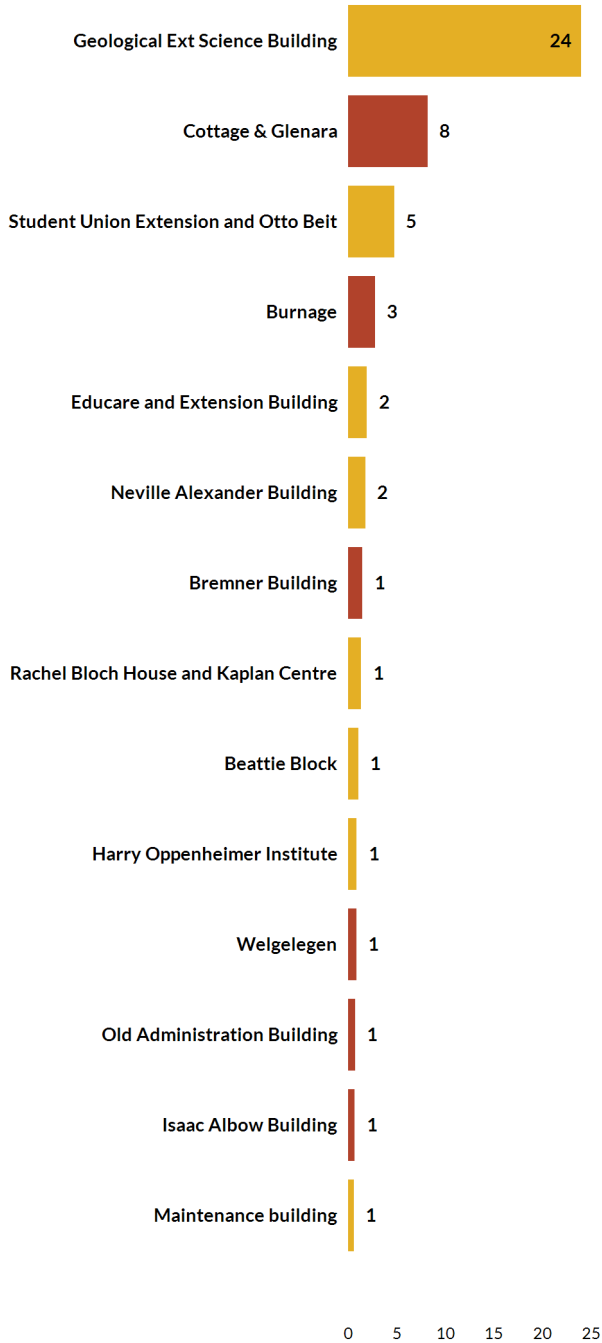 Geological Ext Science Building 24
Cottage & Glenara 8
Student Union Extension and Otto Beit 5
Burnage 3
Educare and Extension Building 2
Neville Alexander Building 2
Bremner Building 1
Rachel Bloch House and Kaplan Centre 1
Beattie Block 1
Harry Oppenheimer Institute 1
Welgelegen 1
Old Administration Building 1
Isaac Albow Building 1
Maintenance building 1
0 5 10 15 20 25